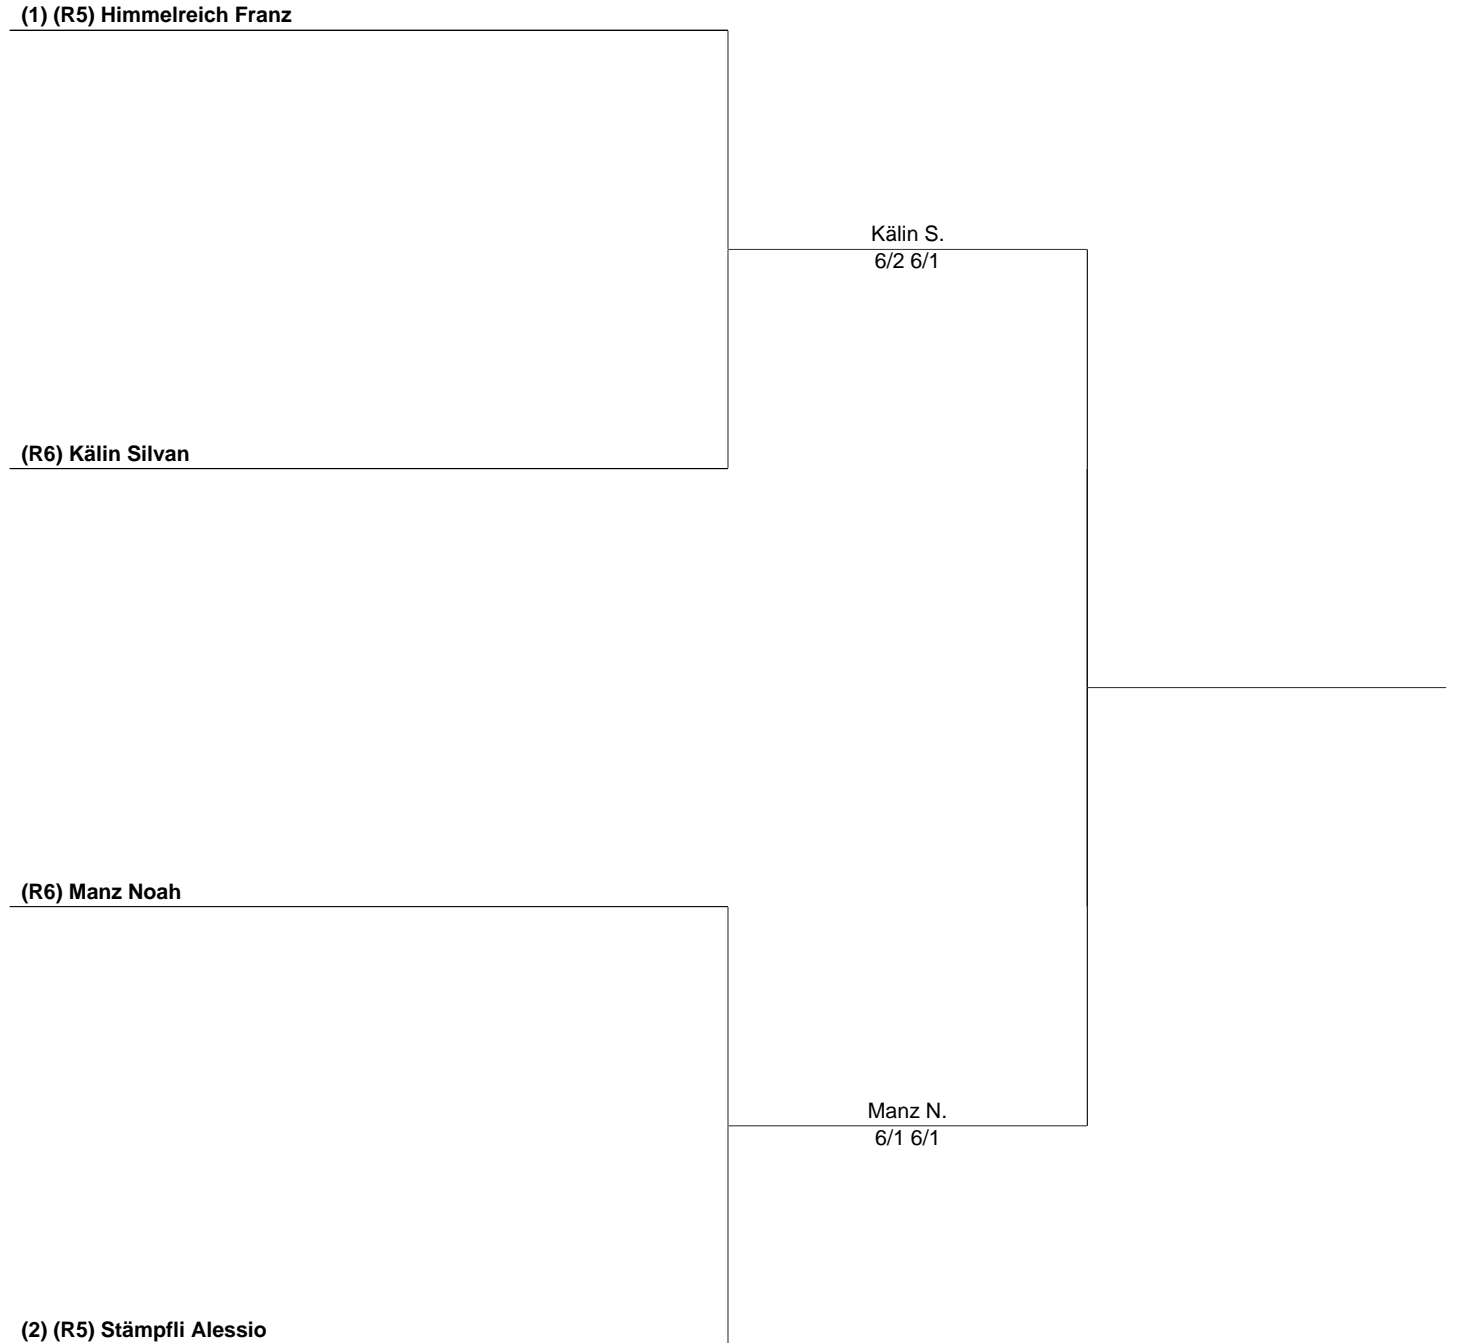 (1) (R5) Himmelreich Franz
Kälin S.
6/2 6/1
(R6) Kälin Silvan
(R6) Manz Noah
Manz N.
6/1 6/1
(2) (R5) Stämpfli Alessio